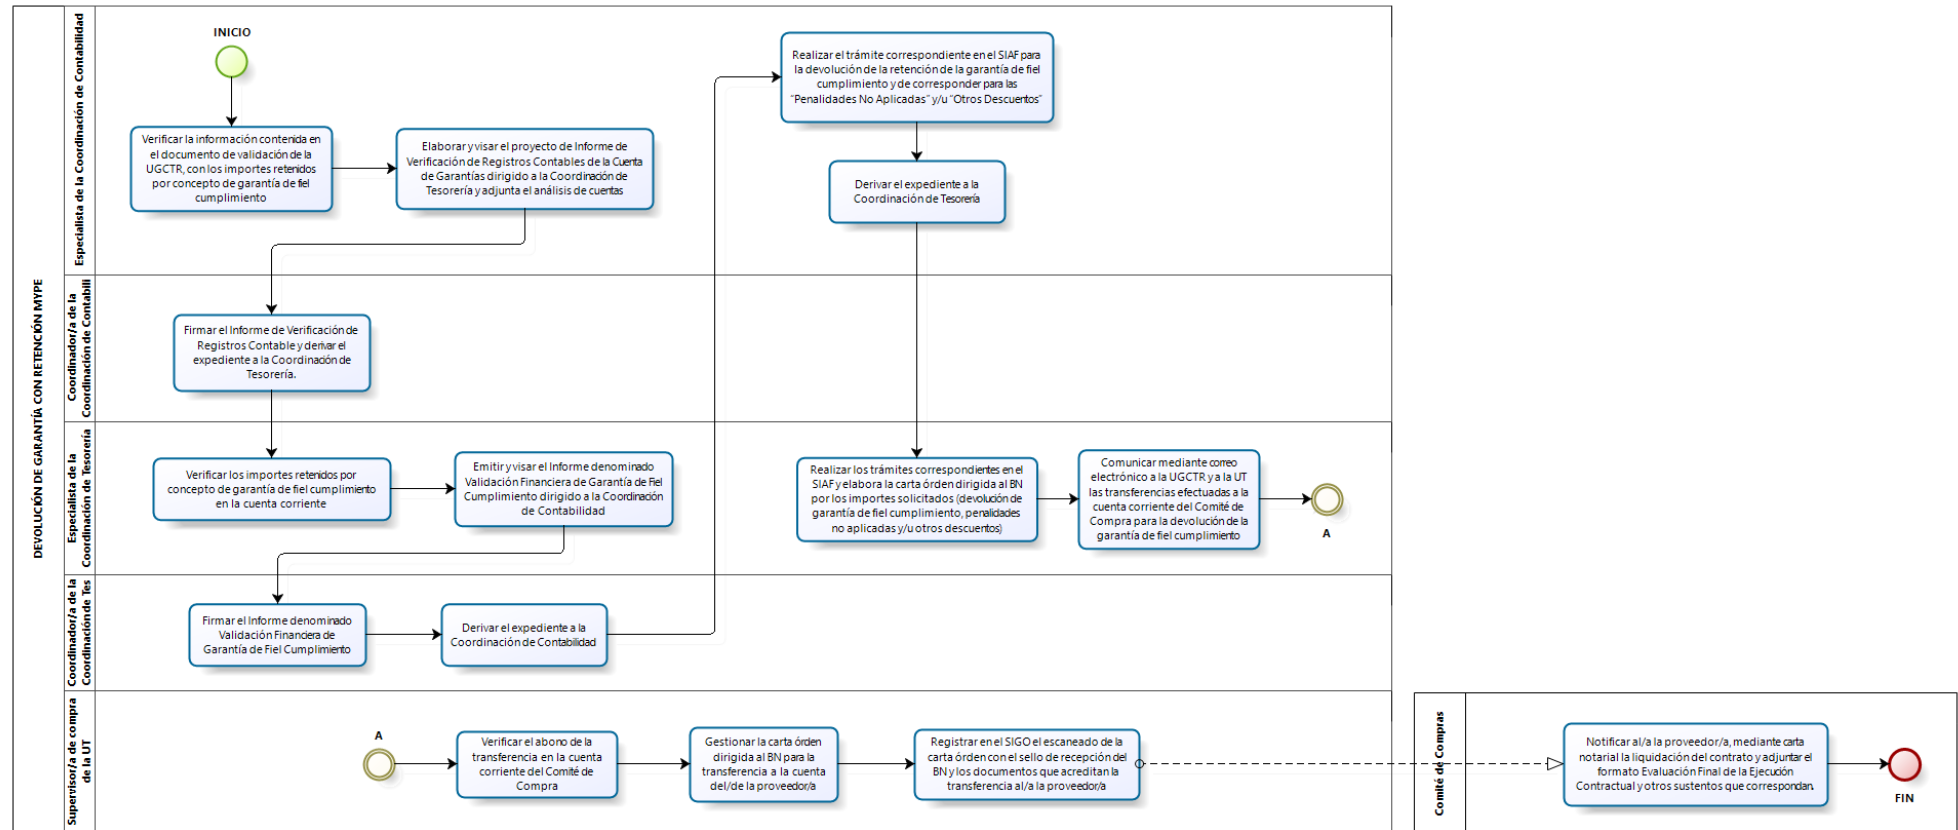 DEVOLUCIÓN DE GARANTÍA CON RETENCIÓN MYPE
Especialista de la Coordinación de Contabilidad
INICIO
Verificar la información contenida en
el documento de validación de la
UGCTR, con los importes retenidos
por concepto de garantía de fiel
cumplimiento
Elaborar y visar el proyecto de Informe de
Verificación de Registros Contables de la Cuenta
de Garantías dirigido a la Coordinación de
Tesorería y adjunta el análisis de cuentas
Realizar el trámite correspondiente en el SIAF para
la devolución de la retención de la garantía de fiel
cumplimiento y de corresponder para las
“Penalidades No Aplicadas” y/u “Otros Descuentos”
Derivar el expediente a la
Coordinación de Tesorería
Coordinador/a de la
Coordinación de Contabili
Firmar el Informe de Verificación de
Registros Contable y derivar el
expediente a la Coordinación de
Tesorería.
Especialista de la
Coordinación de Tesorería
Verificar los importes retenidos por
concepto de garantía de fiel cumplimiento
en la cuenta corriente
Emitir y visar el Informe denominado
Validación Financiera de Garantía de Fiel
Cumplimiento dirigido a la Coordinación
de Contabilidad
Realizar los trámites correspondientes en el
SIAF y elabora la carta órden dirigida al BN
por los importes solicitados (devolución de
garantía de fiel cumplimiento, penalidades
no aplicadas y/u otros descuentos)
Comunicar mediante correo
electrónico a la UGCTR y a la UT
las transferencias efectuadas a la
cuenta corriente del Comité de
Compra para la devolución de la
garantía de fiel cumplimiento
A
Coordinador/a de la
Coordinación de Tes
Firmar el Informe denominado
Validación Financiera de
Garantía de Fiel Cumplimiento
Derivar el expediente a la
Coordinación de Contabilidad
Supervisor/a de compra
de la UT
A
Verificar el abono de la
transferencia en la cuenta
corriente del Comité de
Compra
Gestionar la carta órden
dirigida al BN para la
transferencia a la cuenta
del/de la proveedor/a
Registrar en el SIGO el escaneado de la
carta órden con el sello de recepción del
BN y los documentos que acreditan la
transferencia al/a la proveedor/a
Comité de Compras
Notificar al/a la proveedor/a, mediante carta
notarial la liquidación del contrato y adjuntar el
formato Evaluación Final de la Ejecución
Contractual y otros sustentos que correspondan.
FIN